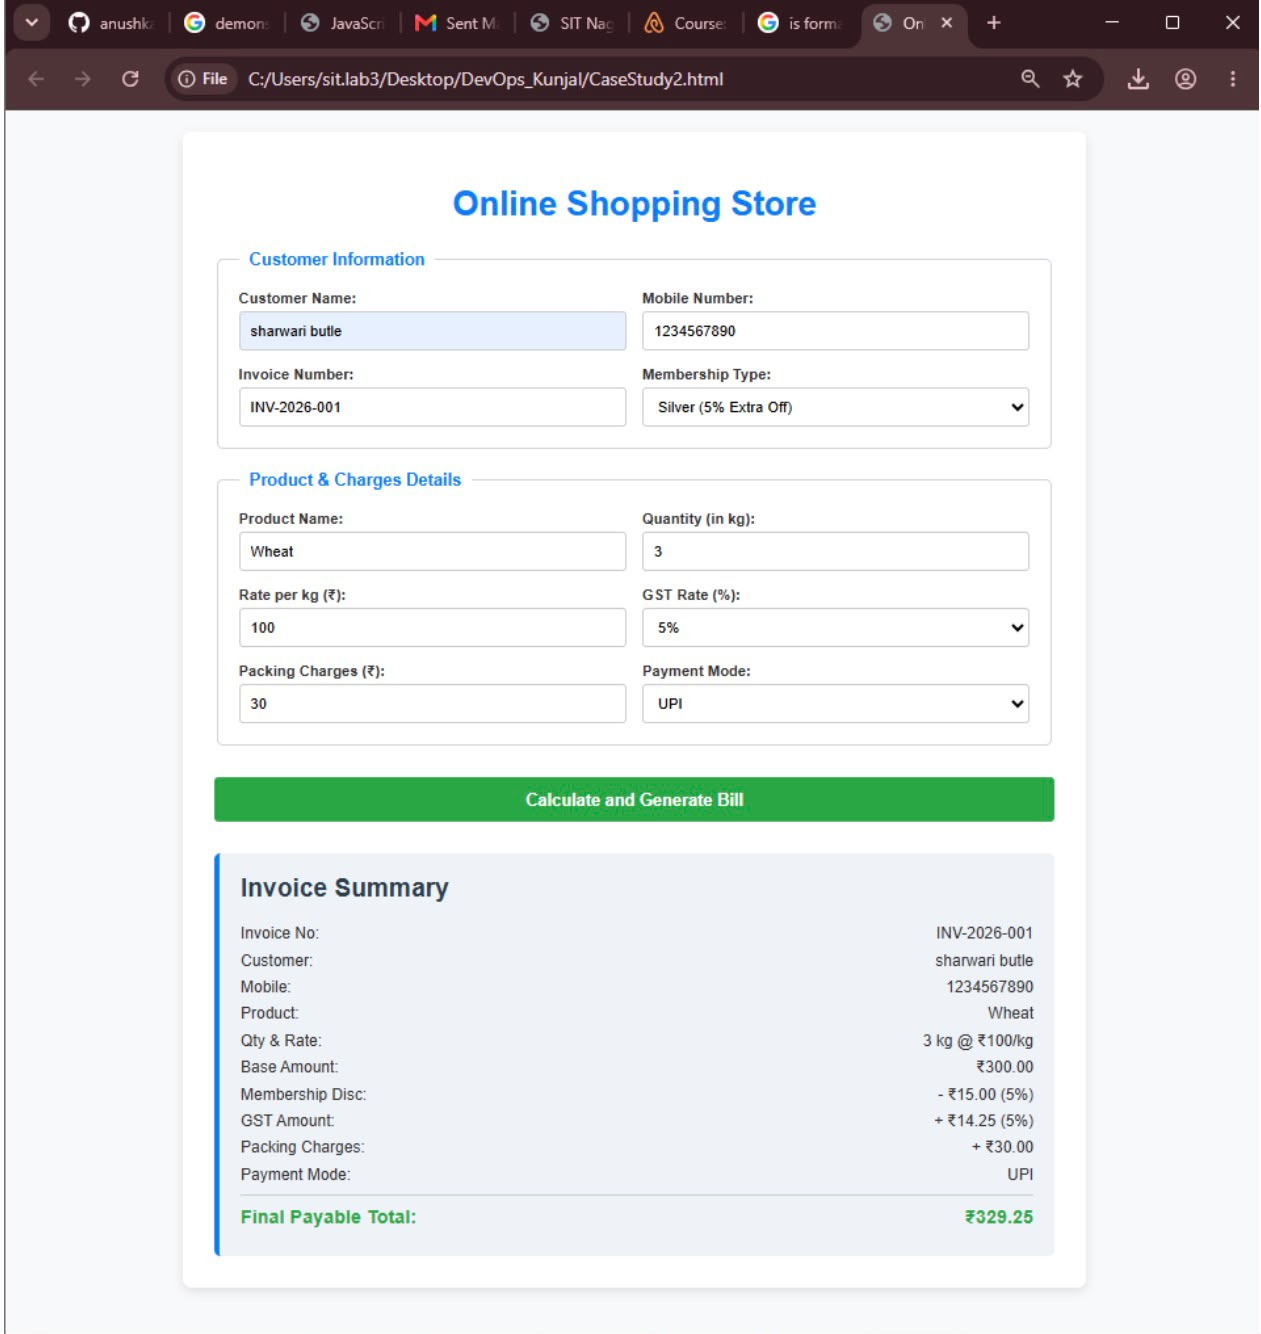 anushka
demons
JavaScri
Sent Ma
SIT Nag
Course:
is forma
On
File C:/Users/sit.lab3/Desktop/DevOps_Kunjal/CaseStudy2.html
Online Shopping Store
Customer Information
Customer Name: Mobile Number:
sharwari butle 1234567890
Invoice Number: Membership Type:
INV-2026-001 Silver (5% Extra Off)
Product & Charges Details
Product Name: Quantity (in kg):
Wheat 3
Rate per kg (₹): GST Rate (%):
100 5%
Packing Charges (₹): Payment Mode:
30 UPI
Calculate and Generate Bill
Invoice Summary
Invoice No: INV-2026-001
Customer: sharwari butle
Mobile: 1234567890
Product: Wheat
Qty & Rate: 3 kg @ ₹100/kg
Base Amount: ₹300.00
Membership Disc: - ₹15.00 (5%)
GST Amount: + ₹14.25 (5%)
Packing Charges: + ₹30.00
Payment Mode: UPI
Final Payable Total: ₹329.25